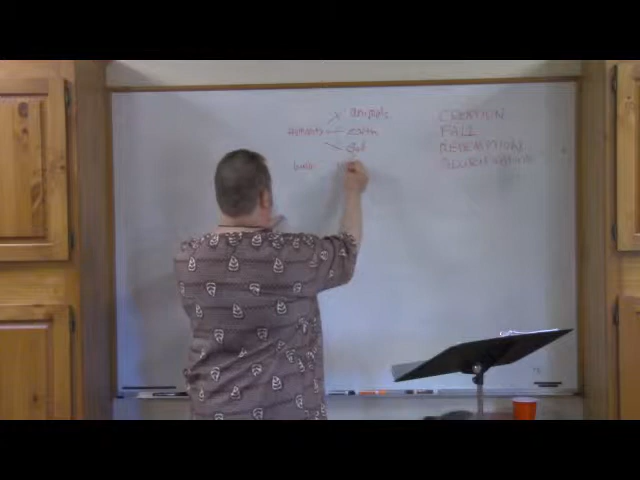 animals
Humans earth
God
CREATION
FALL
REDEMPTION